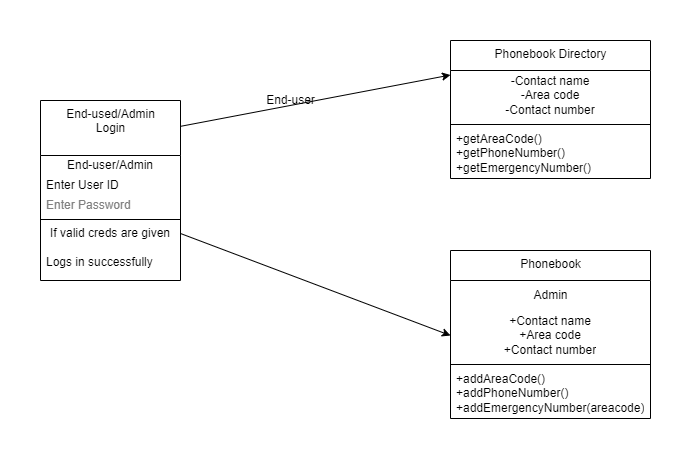 End-used/Admin
Login
End-user/Admin
Enter User ID
Enter Password
If valid creds are given
Logs in successfully
End-user
Phonebook Directory
-Contact name
-Area code
-Contact number
+getAreaCode()
+getPhoneNumber()
+getEmergencyNumber()
Phonebook
Admin
+Contact name
+Area code
+Contact number
+addAreaCode()
+addPhoneNumber()
+addEmergencyNumber(areacode)